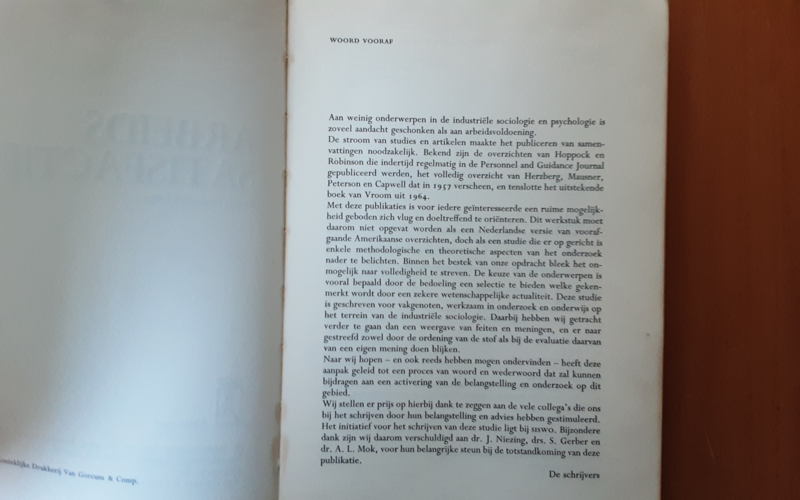 WOORD VOORAF
Aan weinig onderwerpen in de industriële sociologie en psychologie is
zoveel aandacht geschonken als aan arbeidsvoldoening.
De stroom van studies en artikelen maakte het publiceren van samen-
vattingen noodzakelijk. Bekend zijn de overzichten van Hoppock en
Robinson die indertijd regelmatig in de Personnel and Guidance Journal
gepubliceerd werden, het volledig overzicht van Herzberg, Mausner,
Peterson en Capwell dat in 1957 verscheen, en tenslotte het uitstekende
boek van Vroom uit 1964.
Met deze publikaties is voor iedere geïnteresseerde een ruime mogelijk-
heid geboden zich vlug en doeltreffend te oriënteren. Dit werkstuk moet
daarom niet opgevat worden als een Nederlandse versie van vooraf-
gaande Amerikaanse overzichten, doch als een studie die er op gericht is
enkele methodologische en theoretische aspecten van het onderzoek
nader te belichten. Binnen het bestek van onze opdracht bleek het on-
mogelijk naar volledigheid te streven. De keuze van de onderwerpen is
vooral bepaald door de bedoeling een selectie te bieden welke geken-
merkt wordt door een zekere wetenschappelijke actualiteit. Deze studie
is geschreven voor vakgenoten, werkzaam in onderzoek en onderwijs op
het terrein van de industriële sociologie. Daarbij hebben wij getracht
verder te gaan dan een weergave van feiten en meningen, en er naar
gestreefd zowel door de ordening van de stof als bij de evaluatie daarvan
van een eigen mening doen blijken.
Naar wij hopen – en ook reeds hebben mogen ondervinden – heeft deze
aanpak geleid tot een proces van woord en wederwoord dat zal kunnen
bijdragen aan een activering van de belangstelling en onderzoek op dit
gebied.
Wij stellen er prijs op hierbij dank te zeggen aan de vele collega's die ons
bij het schrijven door hun belangstelling en advies hebben gestimuleerd.
Het initiatief voor het schrijven van deze studie ligt bij SISWO. Bijzondere
dank zijn wij daarom verschuldigd aan dr. J. Niezing, drs. S. Gerber en
dr. A. L. Mok, voor hun belangrijke steun bij de totstandkoming van deze
publikatie.
De schrijvers
Drukkerij Van Gorcum & Comp.